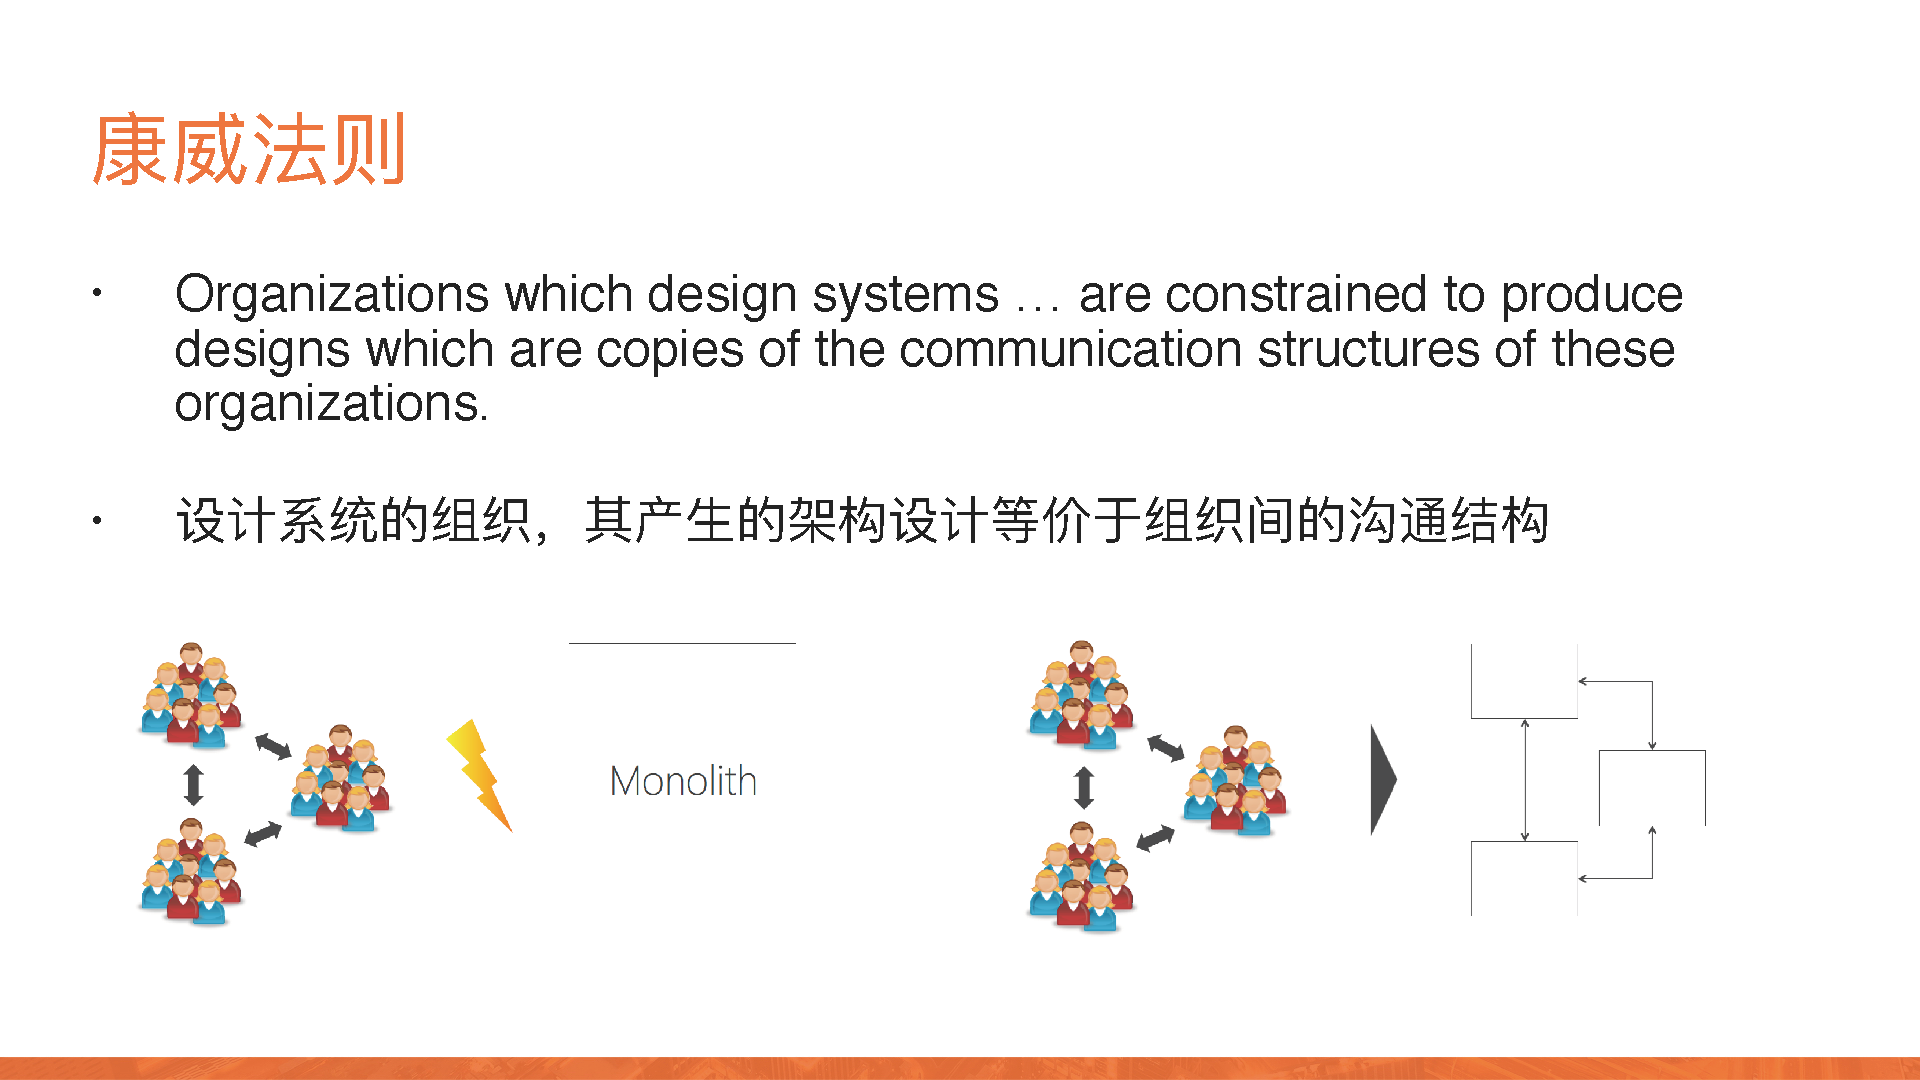 康威法则
• Organizations which design systems … are constrained to produce
designs which are copies of the communication structures of these
organizations.
• 设计系统的组织，其产生的架构设计等价于组织间的沟通结构
Monolith